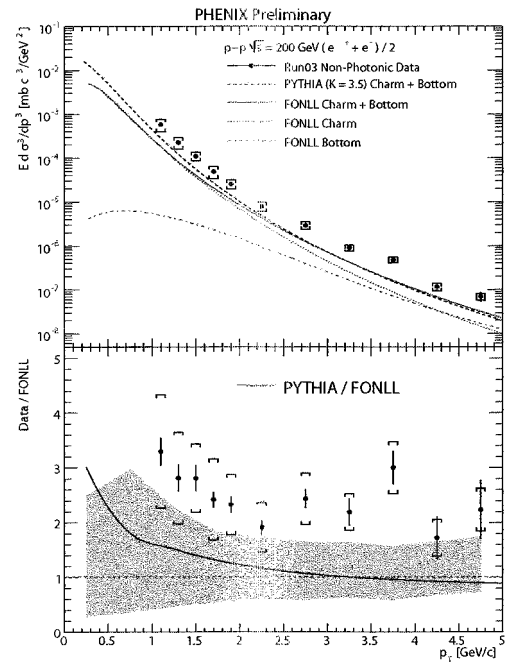 PHENIX Preliminary
p-p √s = 200 GeV (e⁺ + e⁻) / 2
Run03 Non-Photonic Data
PYTHIA (K = 3.5) Charm + Bottom
FONLL Charm + Bottom
FONLL Charm
FONLL Bottom
E d σ³/dp³ [mb c³/GeV²]
10⁻¹
10⁻²
10⁻³
10⁻⁴
10⁻⁵
10⁻⁶
10⁻⁷
10⁻⁸
PYTHIA / FONLL
Data / FONLL
5
4
3
2
1
0
0 0.5 1 1.5 2 2.5 3 3.5 4 4.5 5
p_T [GeV/c]